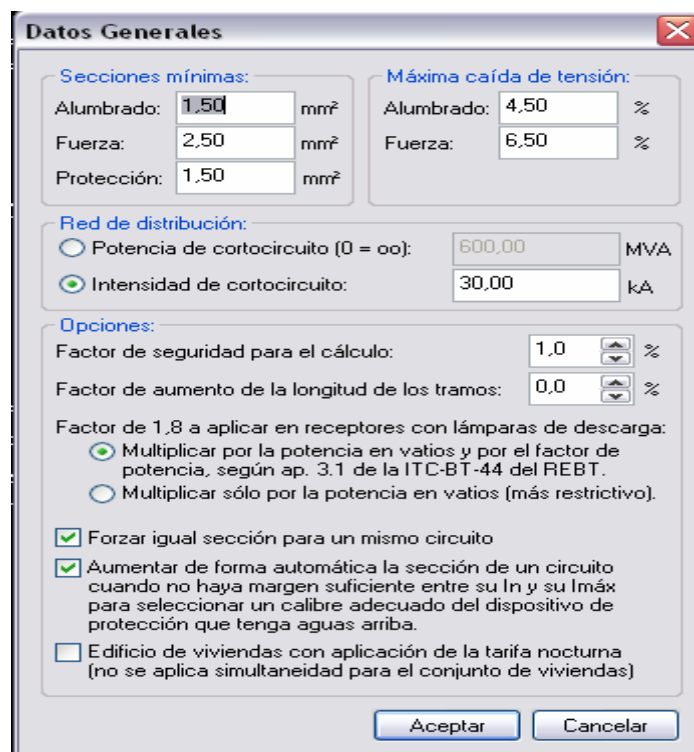 Datos Generales
Secciones mínimas:
Alumbrado: 1,50 mm²
Fuerza: 2,50 mm²
Protección: 1,50 mm²
Máxima caída de tensión:
Alumbrado: 4,50 %
Fuerza: 6,50 %
Red de distribución:
Potencia de cortocircuito (0 = oo): 600,00 MVA
Intensidad de cortocircuito: 30,00 kA
Opciones:
Factor de seguridad para el cálculo: 1,0 %
Factor de aumento de la longitud de los tramos: 0,0 %
Factor de 1,8 a aplicar en receptores con lámparas de descarga:
Multiplicar por la potencia en vatios y por el factor de
potencia, según ap. 3.1 de la ITC-BT-44 del REBT.
Multiplicar sólo por la potencia en vatios (más restrictivo).
Forzar igual sección para un mismo circuito
Aumentar de forma automática la sección de un circuito
cuando no haya margen suficiente entre su In y su Imáx
para seleccionar un calibre adecuado del dispositivo de
protección que tenga aguas arriba.
Edificio de viviendas con aplicación de la tarifa nocturna
(no se aplica simultaneidad para el conjunto de viviendas)
Aceptar Cancelar